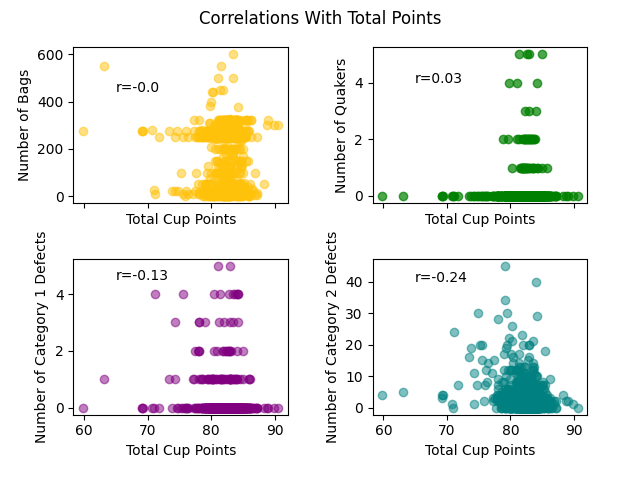 Correlations With Total Points
Number of Bags
600
400
200
0
r=-0.0
Total Cup Points
Number of Quakers
4
2
0
r=0.03
Total Cup Points
Number of Category 1 Defects
4
2
0
r=-0.13
60 70 80 90
Total Cup Points
Number of Category 2 Defects
40
30
20
10
0
r=-0.24
60 70 80 90
Total Cup Points